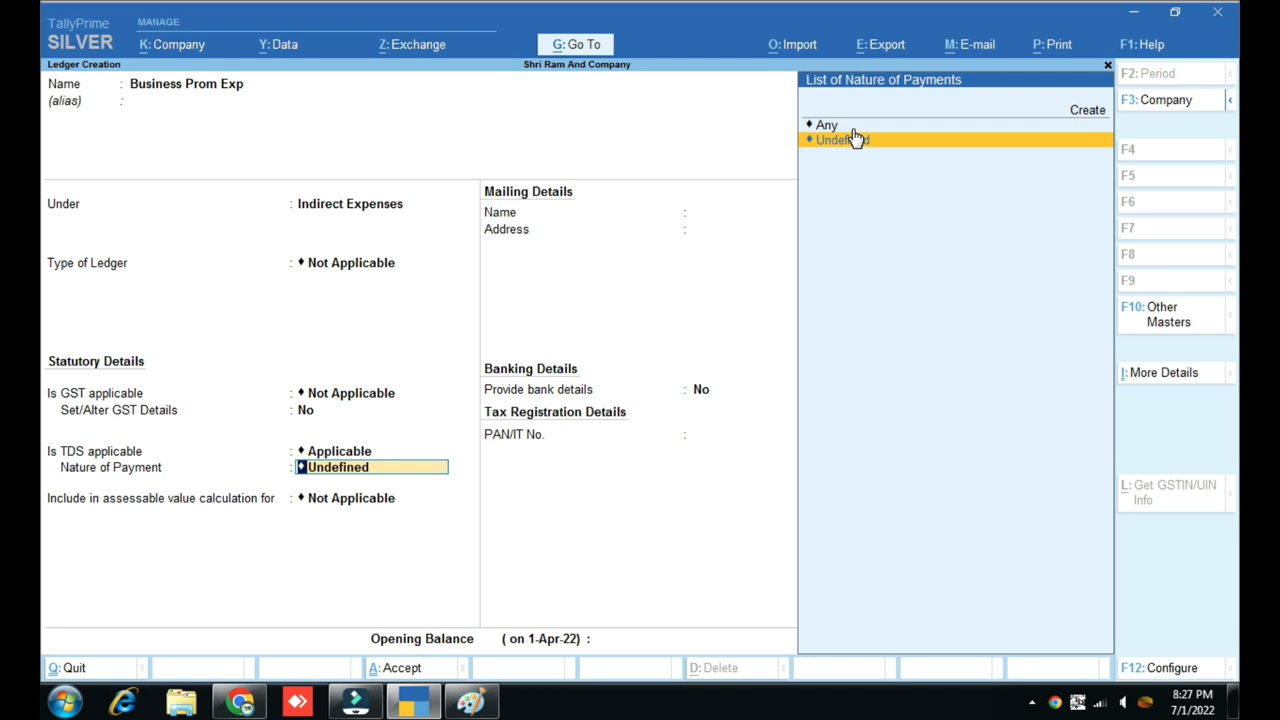 TallyPrime
SILVER
MANAGE
K: Company
Y: Data
Z: Exchange
G: Go To
O: Import
E: Export
M: E-mail
P: Print
F1: Help
Ledger Creation
Shri Ram And Company
Name : Business Prom Exp
(alias) :
Under : Indirect Expenses
Type of Ledger : ♦ Not Applicable
Statutory Details
Is GST applicable : ♦ Not Applicable
Set/Alter GST Details : No
Is TDS applicable : ♦ Applicable
Nature of Payment : ♦ Undefined
Include in assessable value calculation for : ♦ Not Applicable
Mailing Details
Name :
Address :
Banking Details
Provide bank details : No
Tax Registration Details
PAN/IT No. :
Opening Balance ( on 1-Apr-22) :
List of Nature of Payments
Create
♦ Any
♦ Undefined
F2: Period
F3: Company
F4
F5
F6
F7
F8
F9
F10: Other
Masters
I: More Details
L: Get GSTIN/UIN
Info
Q: Quit
A: Accept
D: Delete
F12: Configure
8:27 PM
7/1/2022